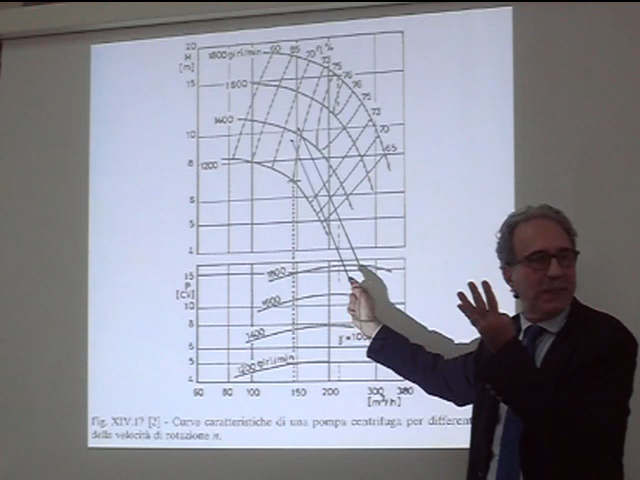 20
H
[m]
1800 giri/min 60 65 70 η%
73
75
76
76
75
73
70
65
15
1400
10
1200
8
6
5
4
15
P
[CV]
10
8
6
5
4
1800
1400
1200 giri/min
60 80 100 150 200 300 380
[m³/h]
Fig. XIV.17 [2] - Curve caratteristiche di una pompa centrifuga per different
delle velocità di rotazione n.